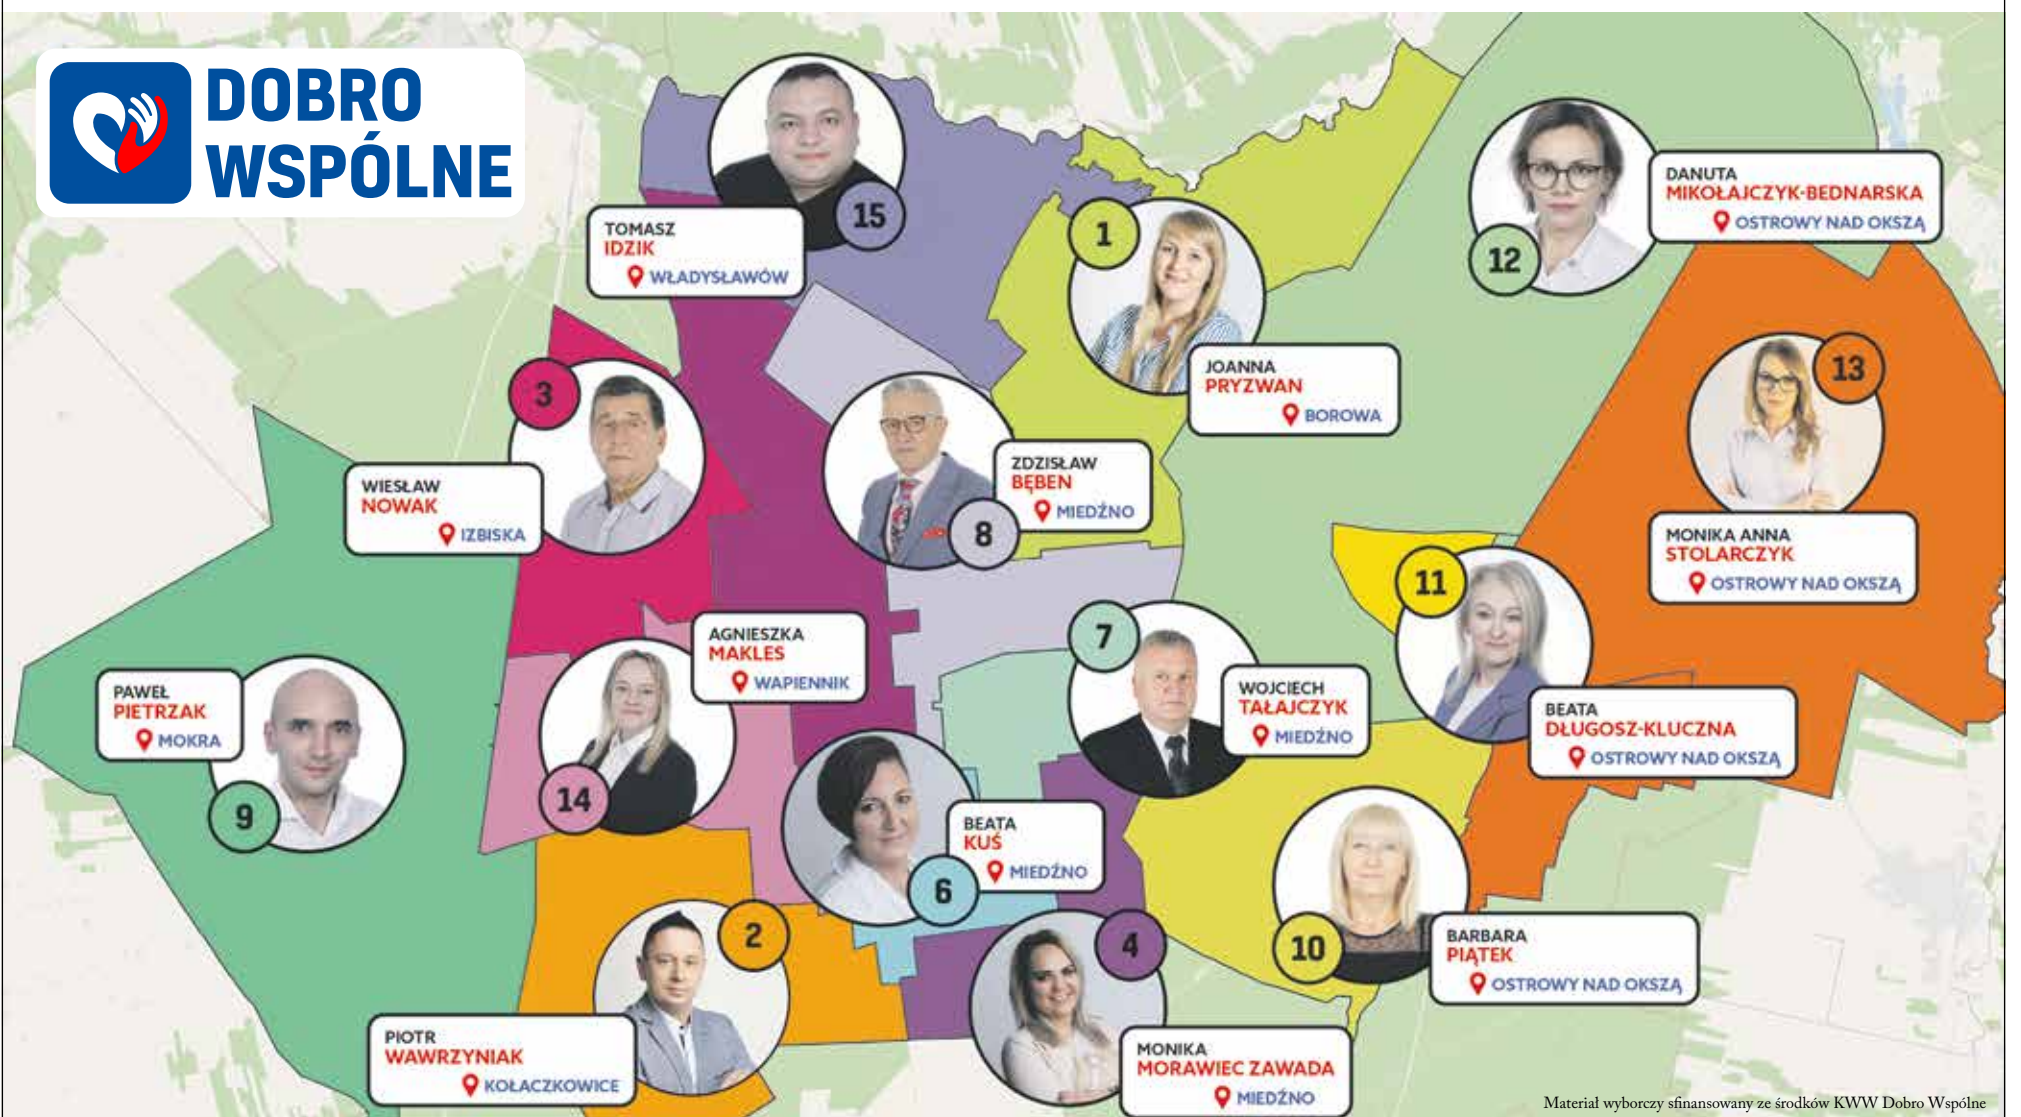 DOBRO
WSPÓLNE
15
TOMASZ
IDZIK
WŁADYSŁAWÓW
1
JOANNA
PRYZWAN
BOROWA
12
DANUTA
MIKOŁAJCZYK-BEDNARSKA
OSTROWY NAD OKSZĄ
3
WIESŁAW
NOWAK
IZBISKA
8
ZDZISŁAW
BĘBEN
MIEDŹNO
13
MONIKA ANNA
STOLARCZYK
OSTROWY NAD OKSZĄ
11
BEATA
DŁUGOSZ-KLUCZNA
OSTROWY NAD OKSZĄ
7
WOJCIECH
TAŁAJCZYK
MIEDŹNO
14
AGNIESZKA
MAKLES
WAPIENNIK
9
PAWEŁ
PIETRZAK
MOKRA
6
BEATA
KUŚ
MIEDŹNO
2
PIOTR
WAWRZYNIAK
KOŁACZKOWICE
4
MONIKA
MORAWIEC ZAWADA
MIEDŹNO
10
BARBARA
PIĄTEK
OSTROWY NAD OKSZĄ
Materiał wyborczy sfinansowany ze środków KWW Dobro Wspólne